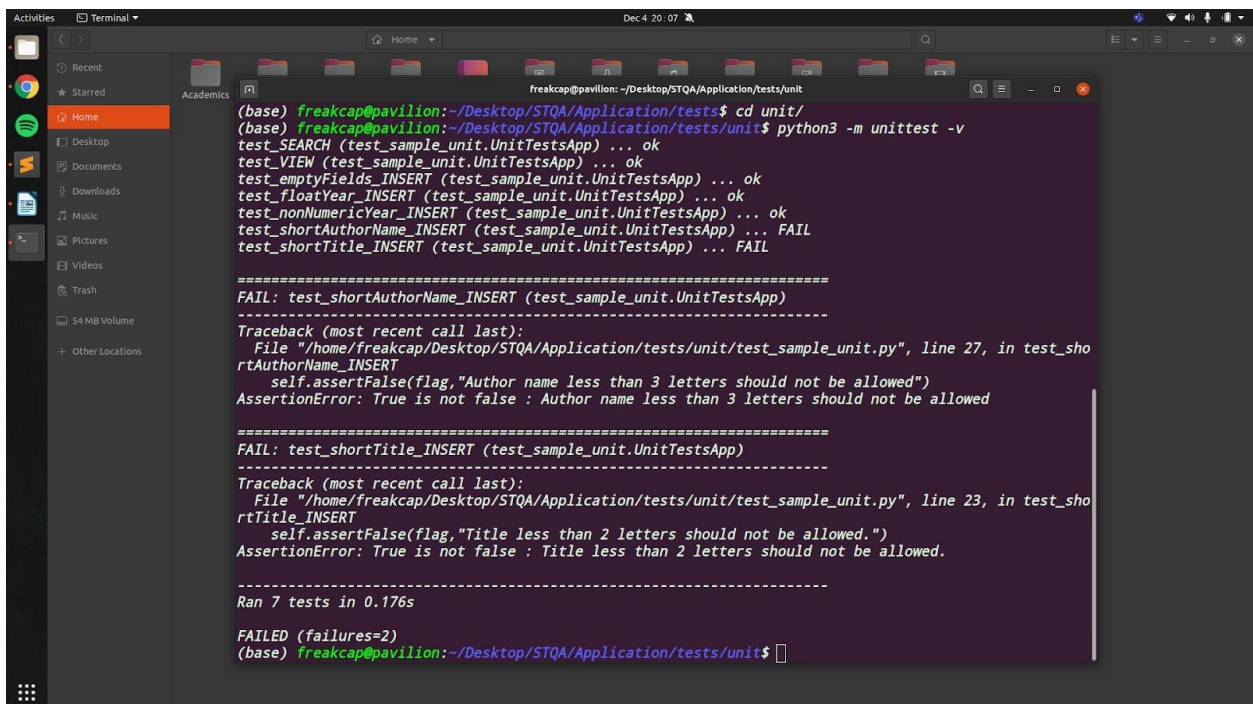 Activities
Terminal
Dec 4 20:07
Home
Recent
Starred
Home
Desktop
Documents
Downloads
Music
Pictures
Videos
Trash
54 MB Volume
+ Other Locations
Academics
freakcap@pavilion: ~/Desktop/STQA/Application/tests/unit
(base) freakcap@pavilion:~/Desktop/STQA/Application/tests$ cd unit/
(base) freakcap@pavilion:~/Desktop/STQA/Application/tests/unit$ python3 -m unittest -v
test_SEARCH (test_sample_unit.UnitTestsApp) ... ok
test_VIEW (test_sample_unit.UnitTestsApp) ... ok
test_emptyFields_INSERT (test_sample_unit.UnitTestsApp) ... ok
test_floatYear_INSERT (test_sample_unit.UnitTestsApp) ... ok
test_nonNumericYear_INSERT (test_sample_unit.UnitTestsApp) ... ok
test_shortAuthorName_INSERT (test_sample_unit.UnitTestsApp) ... FAIL
test_shortTitle_INSERT (test_sample_unit.UnitTestsApp) ... FAIL
======================================================================
FAIL: test_shortAuthorName_INSERT (test_sample_unit.UnitTestsApp)
----------------------------------------------------------------------
Traceback (most recent call last):
  File "/home/freakcap/Desktop/STQA/Application/tests/unit/test_sample_unit.py", line 27, in test_sho
rtAuthorName_INSERT
    self.assertFalse(flag,"Author name less than 3 letters should not be allowed")
AssertionError: True is not false : Author name less than 3 letters should not be allowed
======================================================================
FAIL: test_shortTitle_INSERT (test_sample_unit.UnitTestsApp)
----------------------------------------------------------------------
Traceback (most recent call last):
  File "/home/freakcap/Desktop/STQA/Application/tests/unit/test_sample_unit.py", line 23, in test_sho
rtTitle_INSERT
    self.assertFalse(flag,"Title less than 2 letters should not be allowed.")
AssertionError: True is not false : Title less than 2 letters should not be allowed.
----------------------------------------------------------------------
Ran 7 tests in 0.176s
FAILED (failures=2)
(base) freakcap@pavilion:~/Desktop/STQA/Application/tests/unit$